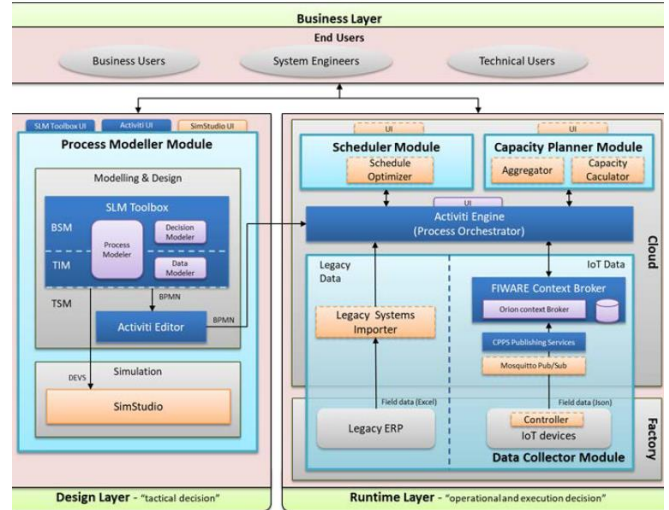 Business Layer
End Users
Business Users
System Engineers
Technical Users
SLM Toolbox UI
Activiti UI
SimStudio UI
Process Modeller Module
Modelling & Design
SLM Toolbox
BSM
Process
Modeler
Decision
Modeler
TIM
Data
Modeler
TSM
BPMN
Activiti Editor
BPMN
Simulation
DEVS
SimStudio
Design Layer - "tactical decision"
UI
Scheduler Module
Schedule
Optimizer
UI
Capacity Planner Module
Aggregator
Capacity
Caculator
UI
Activiti Engine
(Process Orchestrator)
Cloud
Legacy
Data
IoT Data
FIWARE Context Broker
Orion context Broker
Legacy Systems
Importer
CPPS Publishing Services
Mosquitto Pub/Sub
Field data (Excel)
Field data (Json)
Factory
Legacy ERP
Controller
IoT devices
Data Collector Module
Runtime Layer - "operational and execution decision"